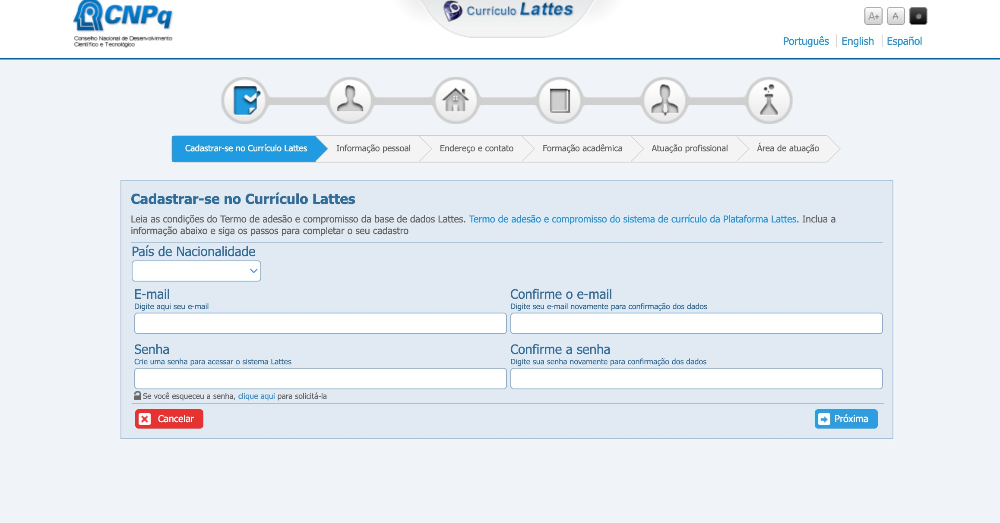 CNPq
Conselho Nacional de Desenvolvimento
Científico e Tecnológico
Currículo Lattes
A+ A
Português English Español
Cadastrar-se no Currículo Lattes Informação pessoal Endereço e contato Formação acadêmica Atuação profissional Área de atuação
Cadastrar-se no Currículo Lattes
Leia as condições do Termo de adesão e compromisso da base de dados Lattes. Termo de adesão e compromisso do sistema de currículo da Plataforma Lattes. Inclua a
informação abaixo e siga os passos para completar o seu cadastro
País de Nacionalidade
E-mail
Digite aqui seu e-mail
Confirme o e-mail
Digite seu e-mail novamente para confirmação dos dados
Senha
Crie uma senha para acessar o sistema Lattes
Confirme a senha
Digite sua senha novamente para confirmação dos dados
Se você esqueceu a senha, clique aqui para solicitá-la
Cancelar
Próxima